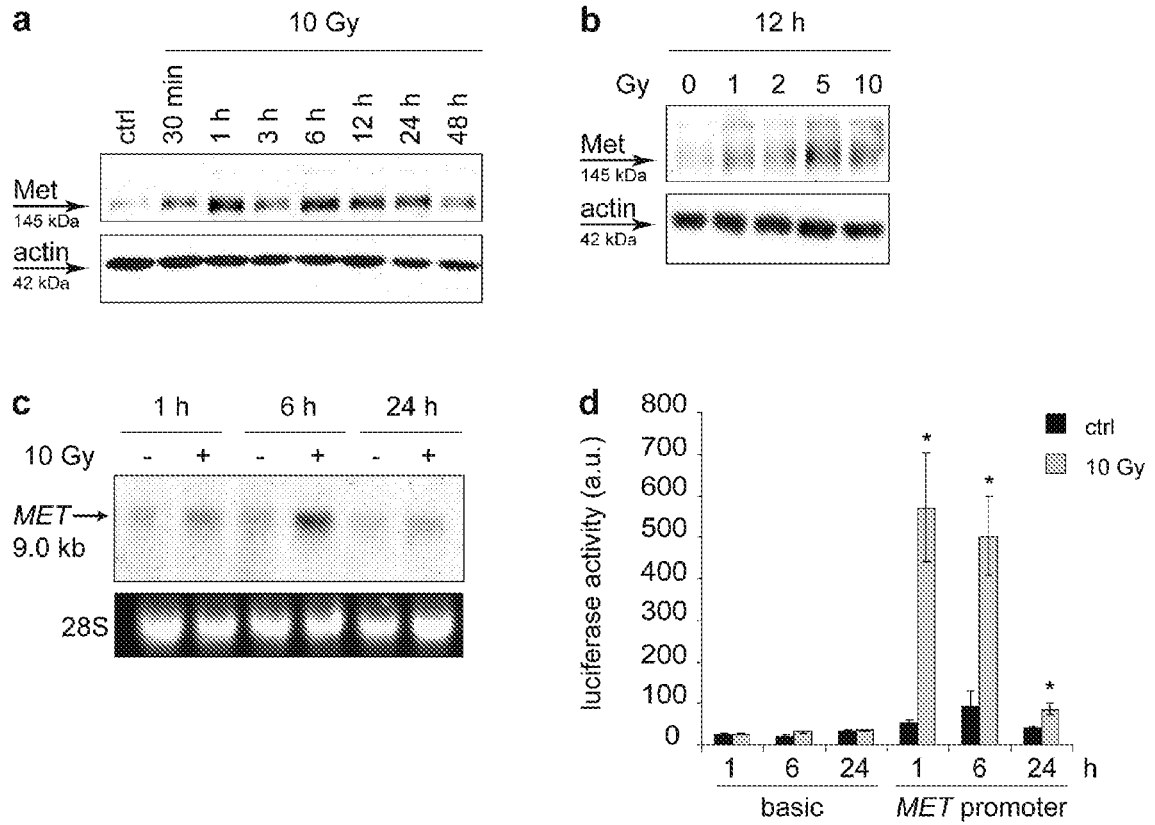 a
10 Gy
ctrl
30 min
1 h
3 h
6 h
12 h
24 h
48 h
Met
145 kDa
actin
42 kDa
b
12 h
Gy 0 1 2 5 10
Met
145 kDa
actin
42 kDa
c
1 h 6 h 24 h
10 Gy - + - + - +
MET
9.0 kb
28S
d
luciferase activity (a.u.)
800
700
600
500
400
300
200
100
0
* * *
ctrl
10 Gy
1 6 24 1 6 24 h
basic MET promoter